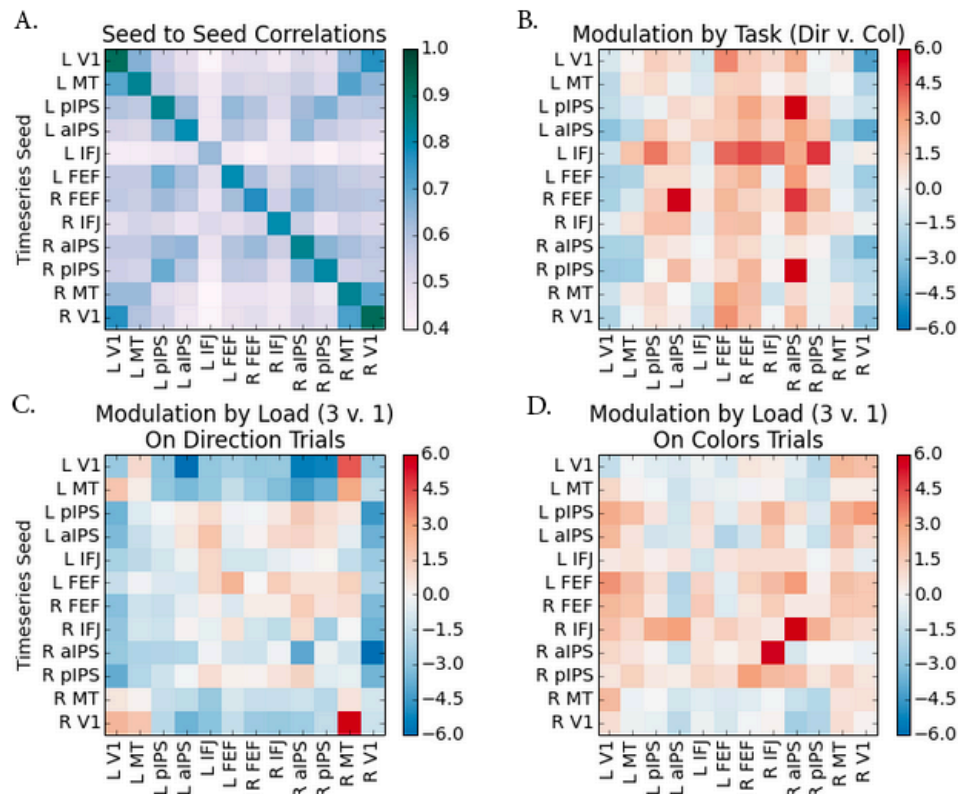 A.
Seed to Seed Correlations
Timeseries Seed
L V1
L MT
L pIPS
L aIPS
L IFJ
L FEF
R FEF
R IFJ
R aIPS
R pIPS
R MT
R V1
L V1
L MT
L pIPS
L aIPS
L IFJ
L FEF
R FEF
R IFJ
R aIPS
R pIPS
R MT
R V1
1.0
0.9
0.8
0.7
0.6
0.5
0.4
B.
Modulation by Task (Dir v. Col)
L V1
L MT
L pIPS
L aIPS
L IFJ
L FEF
R FEF
R IFJ
R aIPS
R pIPS
R MT
R V1
L V1
L MT
L pIPS
L aIPS
L IFJ
L FEF
R FEF
R IFJ
R aIPS
R pIPS
R MT
R V1
6.0
4.5
3.0
1.5
0.0
−1.5
−3.0
−4.5
−6.0
C.
Modulation by Load (3 v. 1)
On Direction Trials
Timeseries Seed
L V1
L MT
L pIPS
L aIPS
L IFJ
L FEF
R FEF
R IFJ
R aIPS
R pIPS
R MT
R V1
L V1
L MT
L pIPS
L aIPS
L IFJ
L FEF
R FEF
R IFJ
R aIPS
R pIPS
R MT
R V1
6.0
4.5
3.0
1.5
0.0
−1.5
−3.0
−4.5
−6.0
D.
Modulation by Load (3 v. 1)
On Colors Trials
L V1
L MT
L pIPS
L aIPS
L IFJ
L FEF
R FEF
R IFJ
R aIPS
R pIPS
R MT
R V1
L V1
L MT
L pIPS
L aIPS
L IFJ
L FEF
R FEF
R IFJ
R aIPS
R pIPS
R MT
R V1
6.0
4.5
3.0
1.5
0.0
−1.5
−3.0
−4.5
−6.0